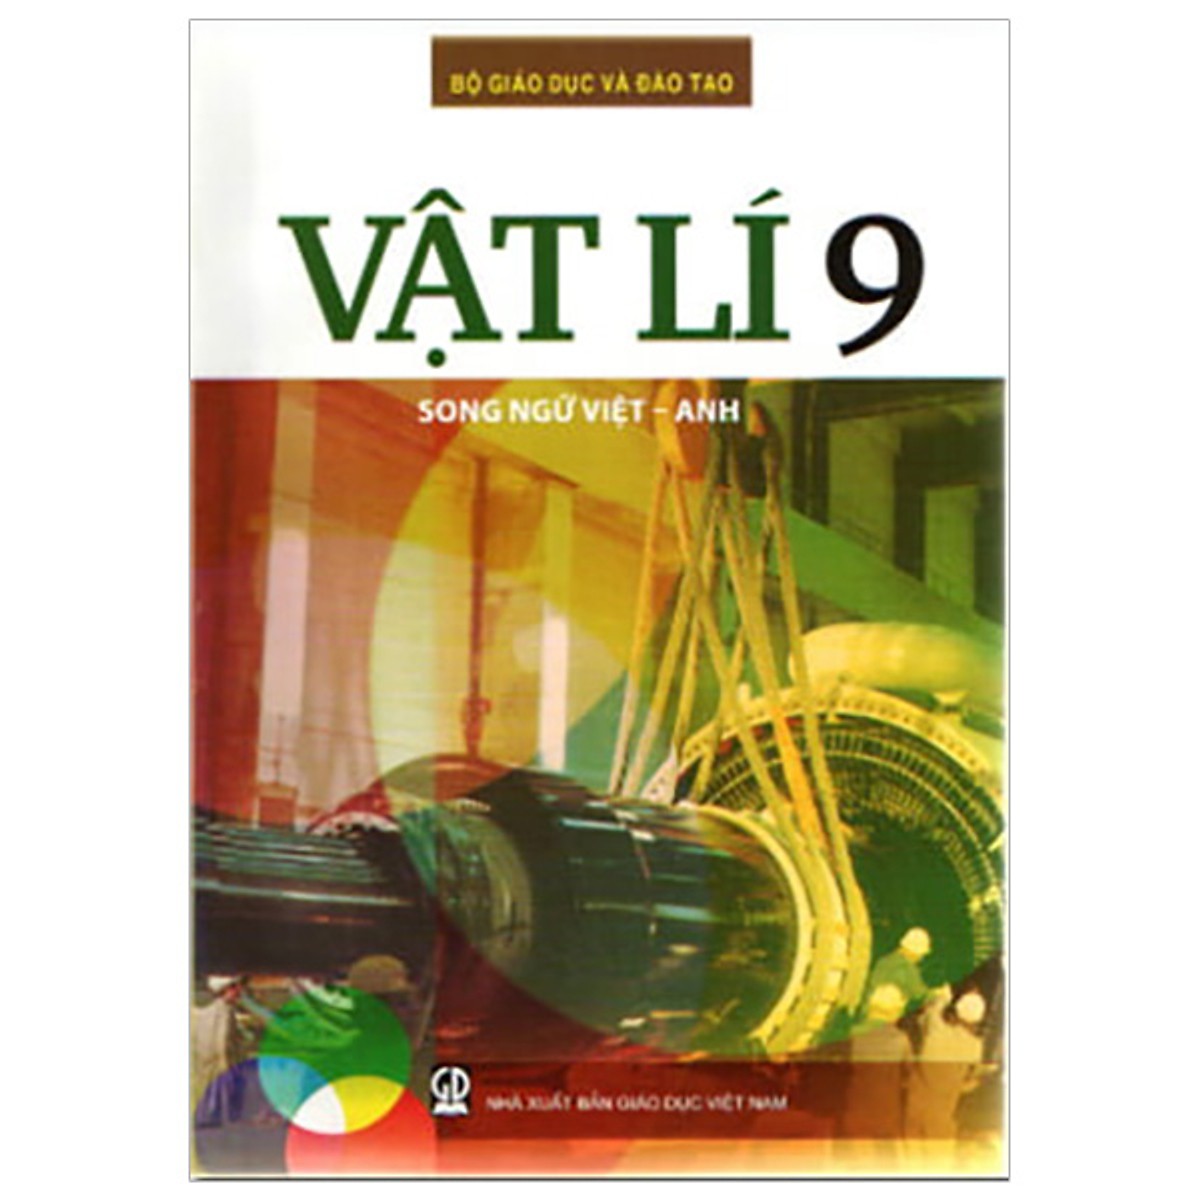 BỘ GIÁO DỤC VÀ ĐÀO TẠO
VẬT LÍ 9
SONG NGỮ VIỆT – ANH
GD
NHÀ XUẤT BẢN GIÁO DỤC VIỆT NAM